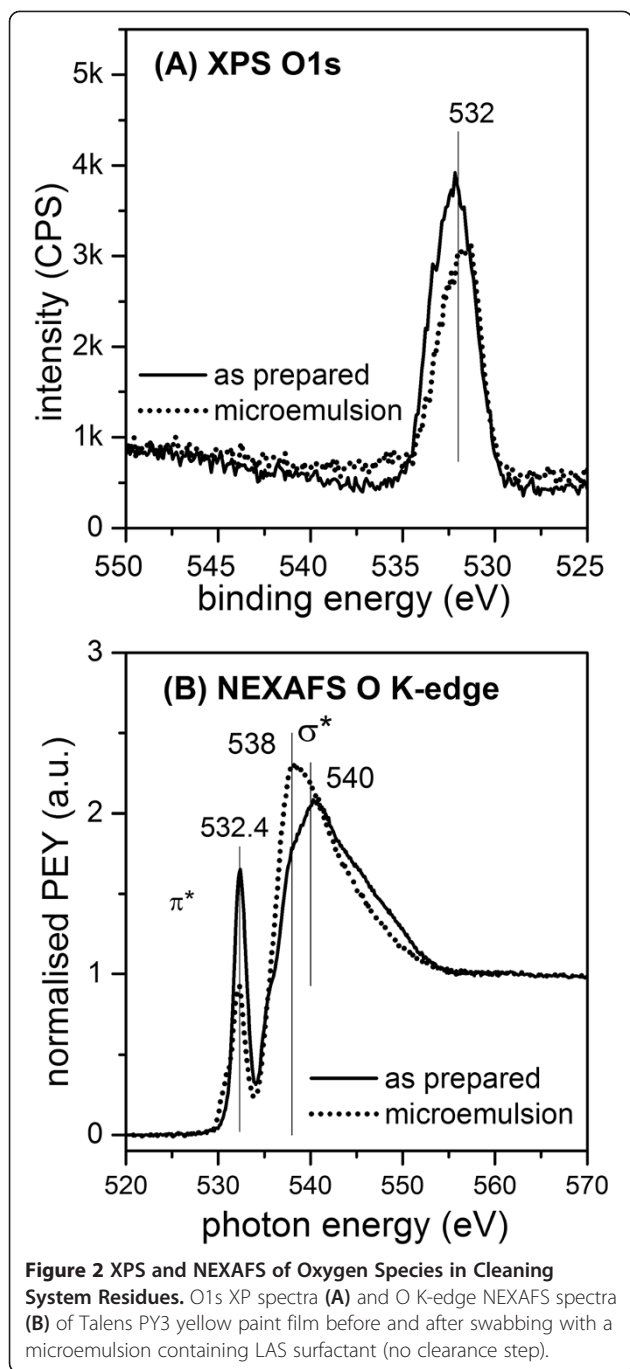 (A) XPS O1s
5k
4k
3k
2k
1k
0
intensity (CPS)
532
as prepared
microemulsion
550 545 540 535 530 525
binding energy (eV)
(B) NEXAFS O K-edge
3
2
1
0
normalised PEY (a.u.)
538 σ*
540
532.4
π*
as prepared
microemulsion
520 530 540 550 560 570
photon energy (eV)
Figure 2 XPS and NEXAFS of Oxygen Species in Cleaning
System Residues. O1s XP spectra (A) and O K-edge NEXAFS spectra
(B) of Talens PY3 yellow paint film before and after swabbing with a
microemulsion containing LAS surfactant (no clearance step).